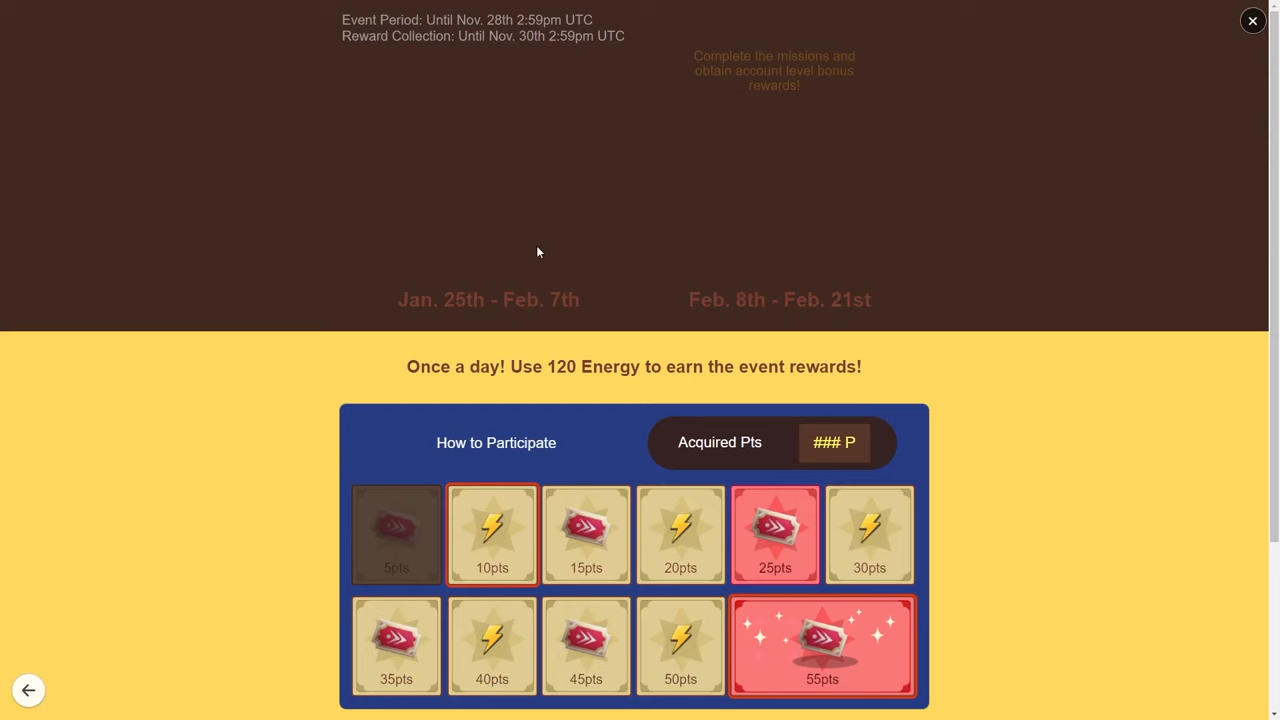 Event Period: Until Nov. 28th 2:59pm UTC
Reward Collection: Until Nov. 30th 2:59pm UTC
Complete the missions and
obtain account level bonus
rewards!
Jan. 25th - Feb. 7th
Feb. 8th - Feb. 21st
Once a day! Use 120 Energy to earn the event rewards!
How to Participate
Acquired Pts
### P
5pts
10pts
15pts
20pts
25pts
30pts
35pts
40pts
45pts
50pts
55pts